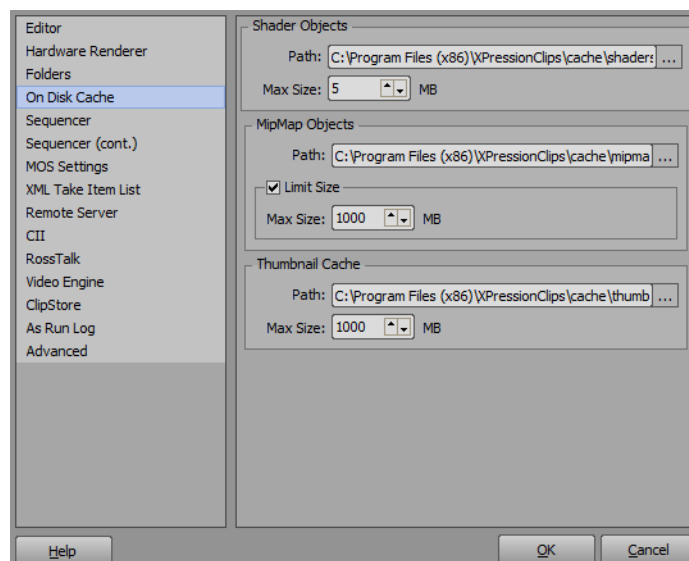 Editor
Hardware Renderer
Folders
On Disk Cache
Sequencer
Sequencer (cont.)
MOS Settings
XML Take Item List
Remote Server
CII
RossTalk
Video Engine
ClipStore
As Run Log
Advanced
Shader Objects
Path: C:\Program Files (x86)\XPressionClips\cache\shaders ...
Max Size: 5 MB
MipMap Objects
Path: C:\Program Files (x86)\XPressionClips\cache\mipma ...
Limit Size
Max Size: 1000 MB
Thumbnail Cache
Path: C:\Program Files (x86)\XPressionClips\cache\thumb ...
Max Size: 1000 MB
Help OK Cancel